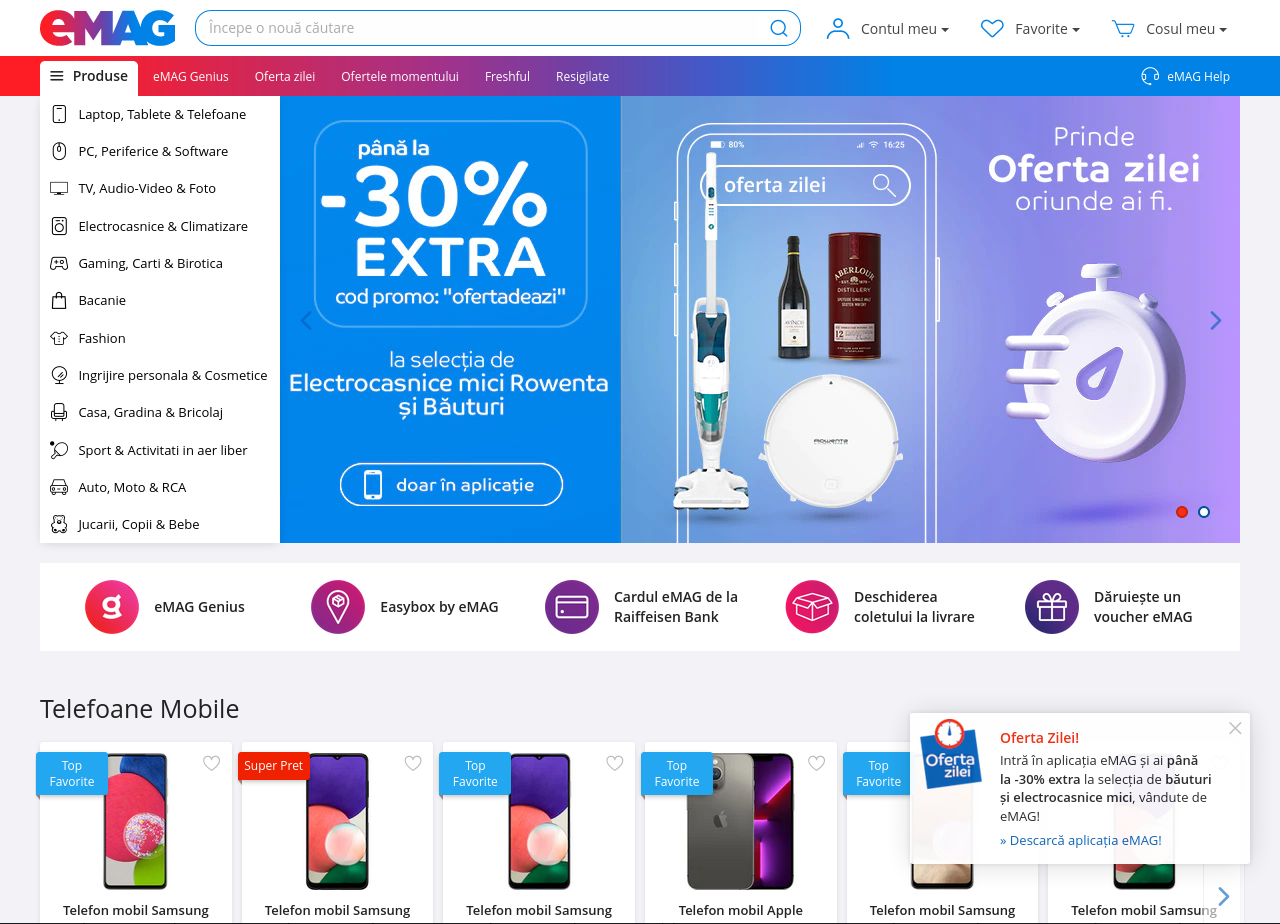 eMAG
Începe o nouă căutare
Contul meu
Favorite
Cosul meu
Produse
eMAG Genius
Oferta zilei
Ofertele momentului
Freshful
Resigilate
eMAG Help
Laptop, Tablete & Telefoane
PC, Periferice & Software
TV, Audio-Video & Foto
Electrocasnice & Climatizare
Gaming, Carti & Birotica
Bacanie
Fashion
Ingrijire personala & Cosmetice
Casa, Gradina & Bricolaj
Sport & Activitati in aer liber
Auto, Moto & RCA
Jucarii, Copii & Bebe
până la
-30%
EXTRA
cod promo: "ofertadeazi"
la selecția de
Electrocasnice mici Rowenta
și Băuturi
doar în aplicație
80%
16:25
oferta zilei
ABERLOUR
DISTILLERY
12
ROWENTA
Prinde
Oferta zilei
oriunde ai fi.
eMAG Genius
Easybox by eMAG
Cardul eMAG de la
Raiffeisen Bank
Deschiderea
coletului la livrare
Dăruiește un
voucher eMAG
Telefoane Mobile
Top
Favorite
Super Pret
Top
Favorite
Top
Favorite
Top
Favorite
Telefon mobil Samsung
Telefon mobil Samsung
Telefon mobil Samsung
Telefon mobil Apple
Telefon mobil Samsung
Telefon mobil Samsung
Oferta
zilei
Oferta Zilei!
Intră în aplicația eMAG și ai până
la -30% extra la selecția de băuturi
și electrocasnice mici, vândute de
eMAG!
» Descarcă aplicația eMAG!